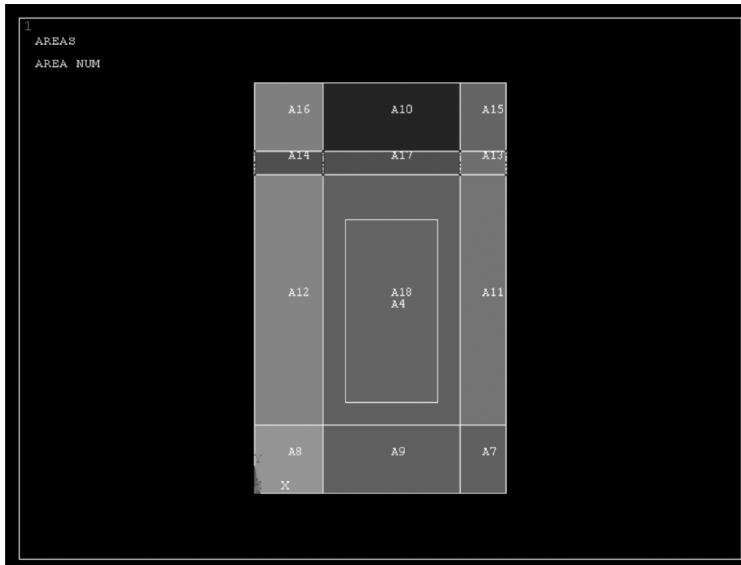 1
AREAS
AREA NUM
A16 A10 A15
A14 A17 A13
A12 A18 A11
A4
A8 A9 A7
Y
X